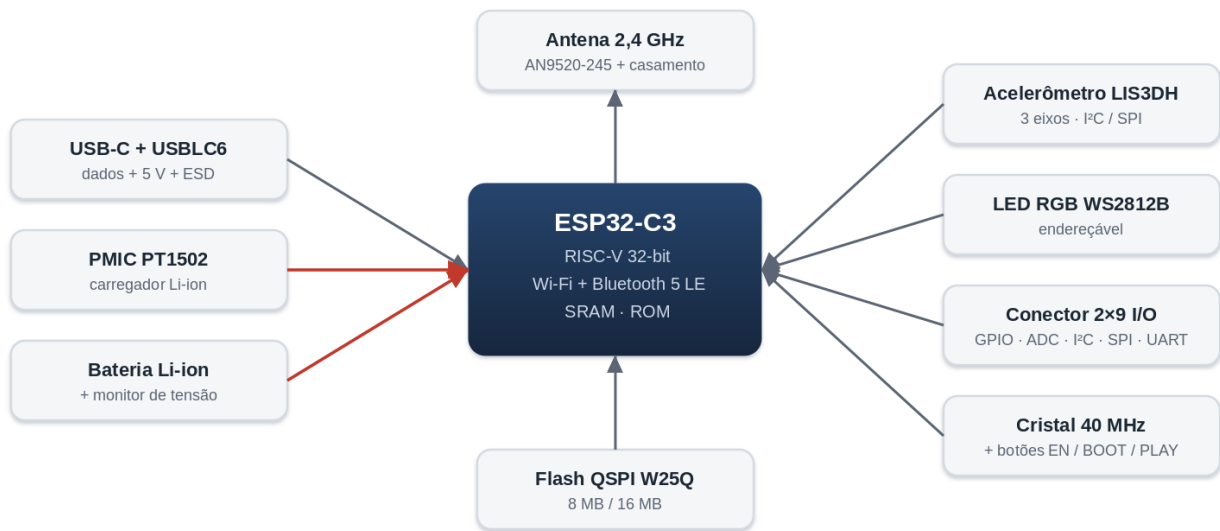 Antena 2,4 GHz
AN9520-245 + casamento
USB-C + USBLC6
dados + 5 V + ESD
PMIC PT1502
carregador Li-ion
Bateria Li-ion
+ monitor de tensão
ESP32-C3
RISC-V 32-bit
Wi-Fi + Bluetooth 5 LE
SRAM · ROM
Flash QSPI W25Q
8 MB / 16 MB
Acelerômetro LIS3DH
3 eixos · I²C / SPI
LED RGB WS2812B
endereçável
Conector 2×9 I/O
GPIO · ADC · I²C · SPI · UART
Cristal 40 MHz
+ botões EN / BOOT / PLAY